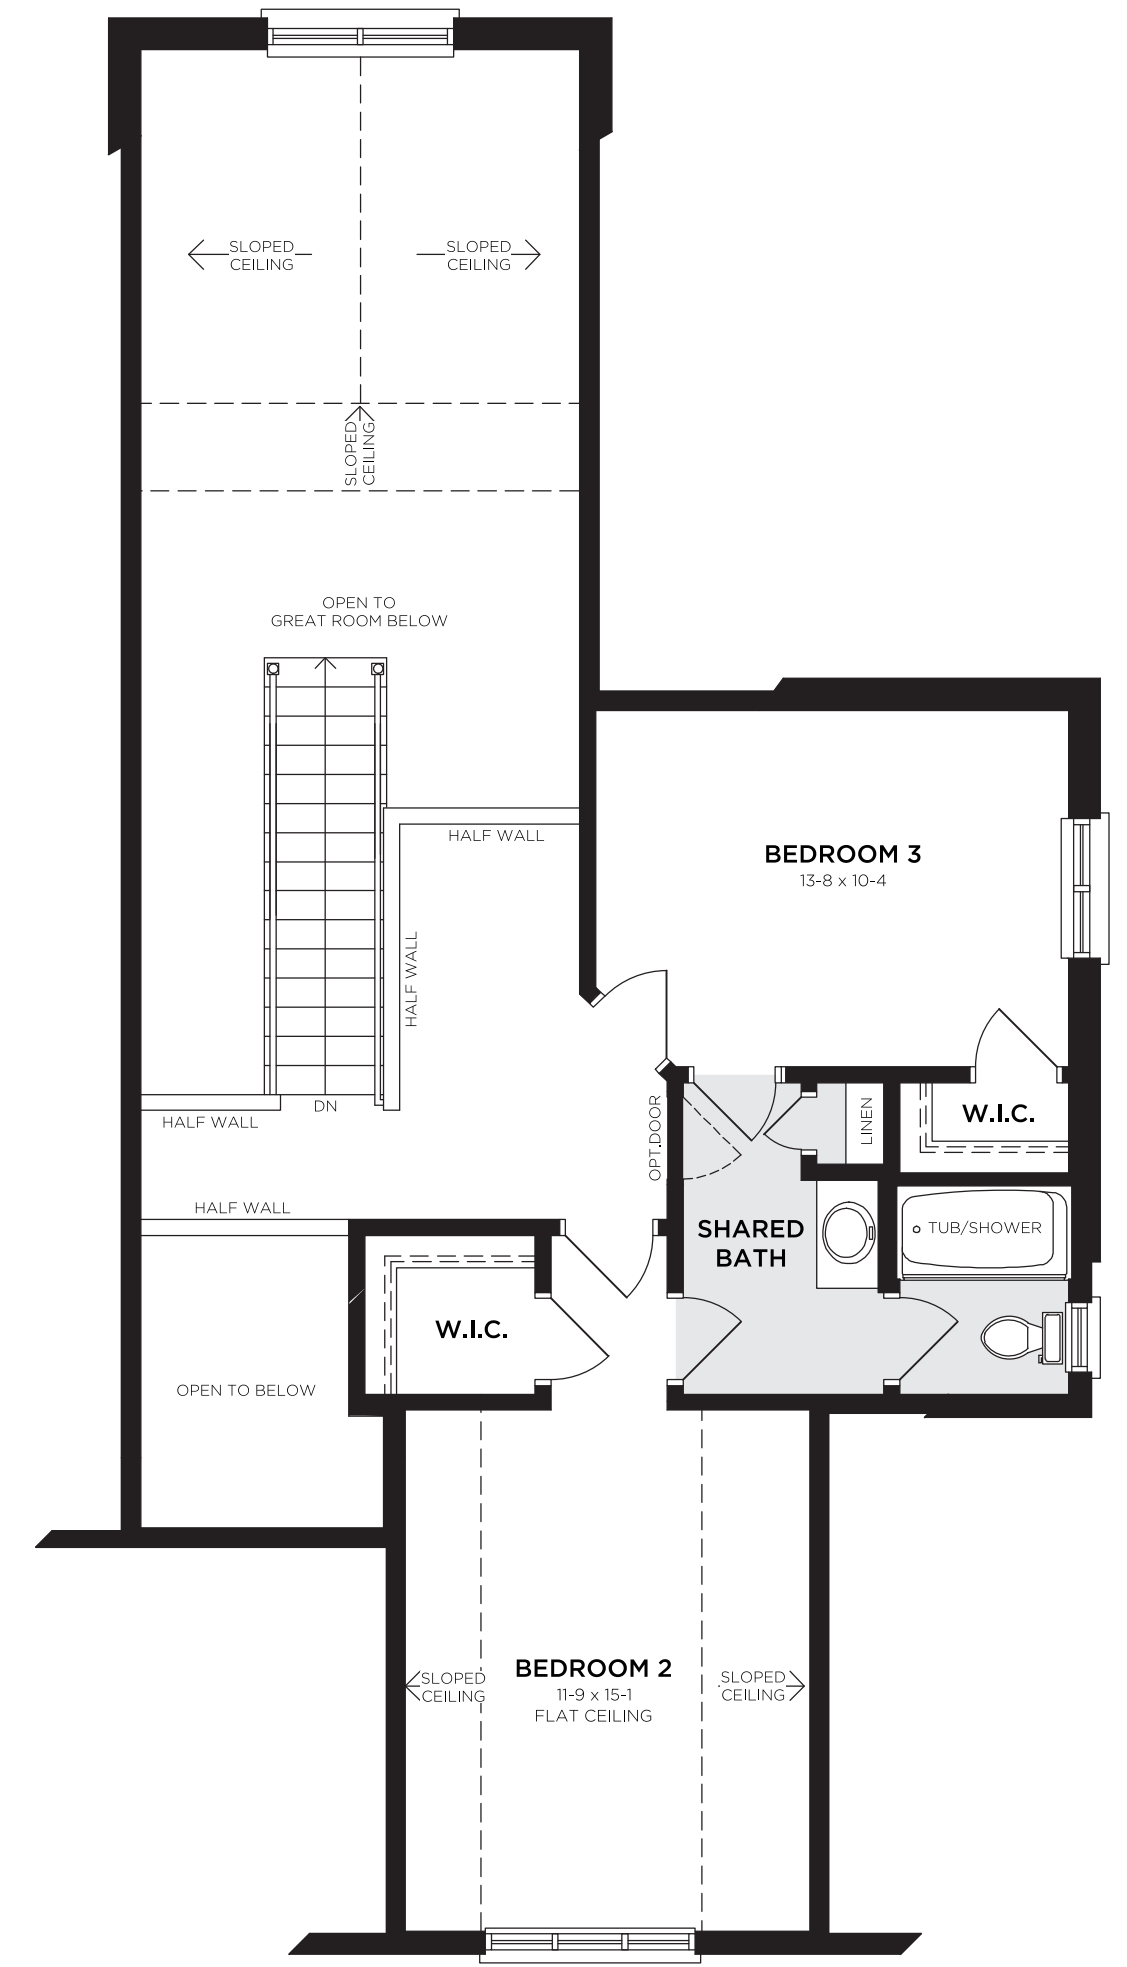 SLOPED
CEILING
SLOPED
CEILING
SLOPED
CEILING
OPEN TO
GREAT ROOM BELOW
HALF WALL
BEDROOM 3
13-8 x 10-4
HALF WALL
DN
HALF WALL
OPT.DOOR
LINEN
W.I.C.
HALF WALL
SHARED
BATH
TUB/SHOWER
W.I.C.
OPEN TO BELOW
SLOPED
CEILING
BEDROOM 2
11-9 x 15-1
FLAT CEILING
SLOPED
CEILING